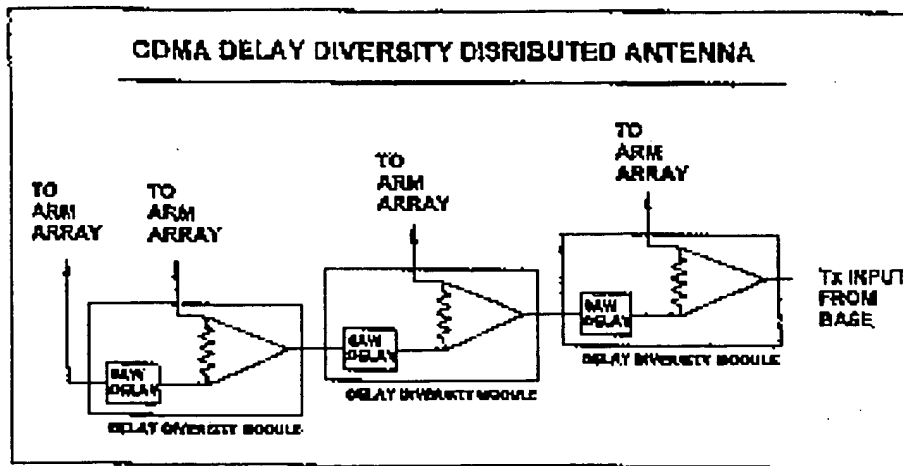 CDMA DELAY DIVERSITY DISRIBUTED ANTENNA
TO
ARM
ARRAY
TO
ARM
ARRAY
TO
ARM
ARRAY
TO
ARM
ARRAY
TX INPUT
FROM
BASE
SAW
DELAY
DELAY DIVERSITY MODULE
SAW
DELAY
DELAY DIVERSITY MODULE
SAW
DELAY
DELAY DIVERSITY MODULE